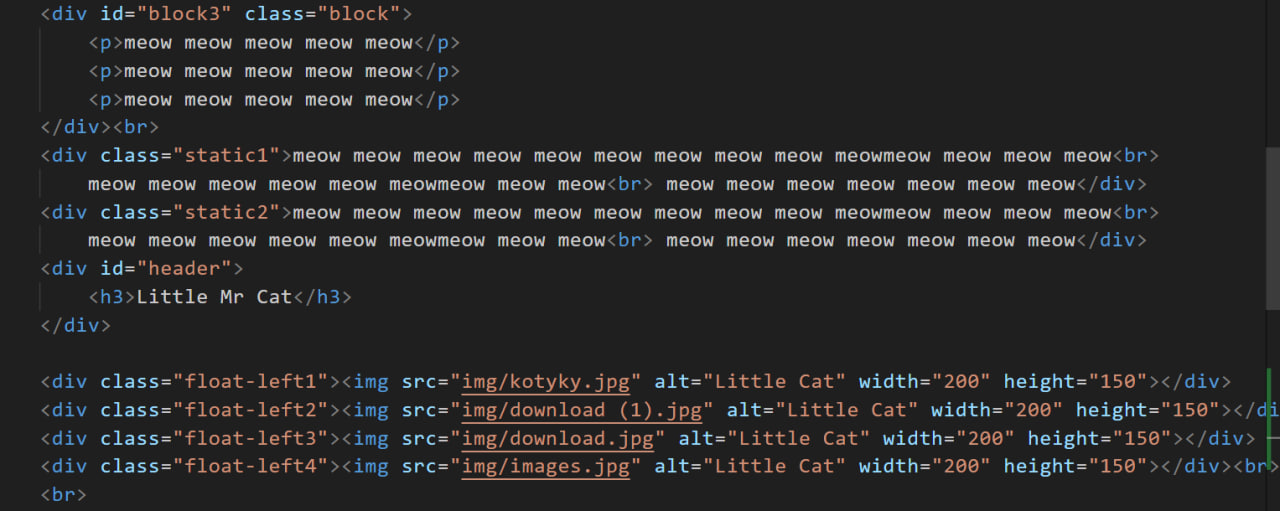 <div id="block3" class="block">
<p>meow meow meow meow meow</p>
<p>meow meow meow meow meow</p>
<p>meow meow meow meow meow</p>
</div><br>
<div class="static1">meow meow meow meow meow meow meow meow meow meowmeow meow meow meow<br>
meow meow meow meow meow meowmeow meow meow<br> meow meow meow meow meow meow meow</div>
<div class="static2">meow meow meow meow meow meow meow meow meow meowmeow meow meow meow<br>
meow meow meow meow meow meowmeow meow meow<br> meow meow meow meow meow meow meow</div>
<div id="header">
<h3>Little Mr Cat</h3>
</div>
<div class="float-left1"><img src="img/kotyky.jpg" alt="Little Cat" width="200" height="150"></div>
<div class="float-left2"><img src="img/download (1).jpg" alt="Little Cat" width="200" height="150"></di
<div class="float-left3"><img src="img/download.jpg" alt="Little Cat" width="200" height="150"></div>
<div class="float-left4"><img src="img/images.jpg" alt="Little Cat" width="200" height="150"></div><br>
<br>